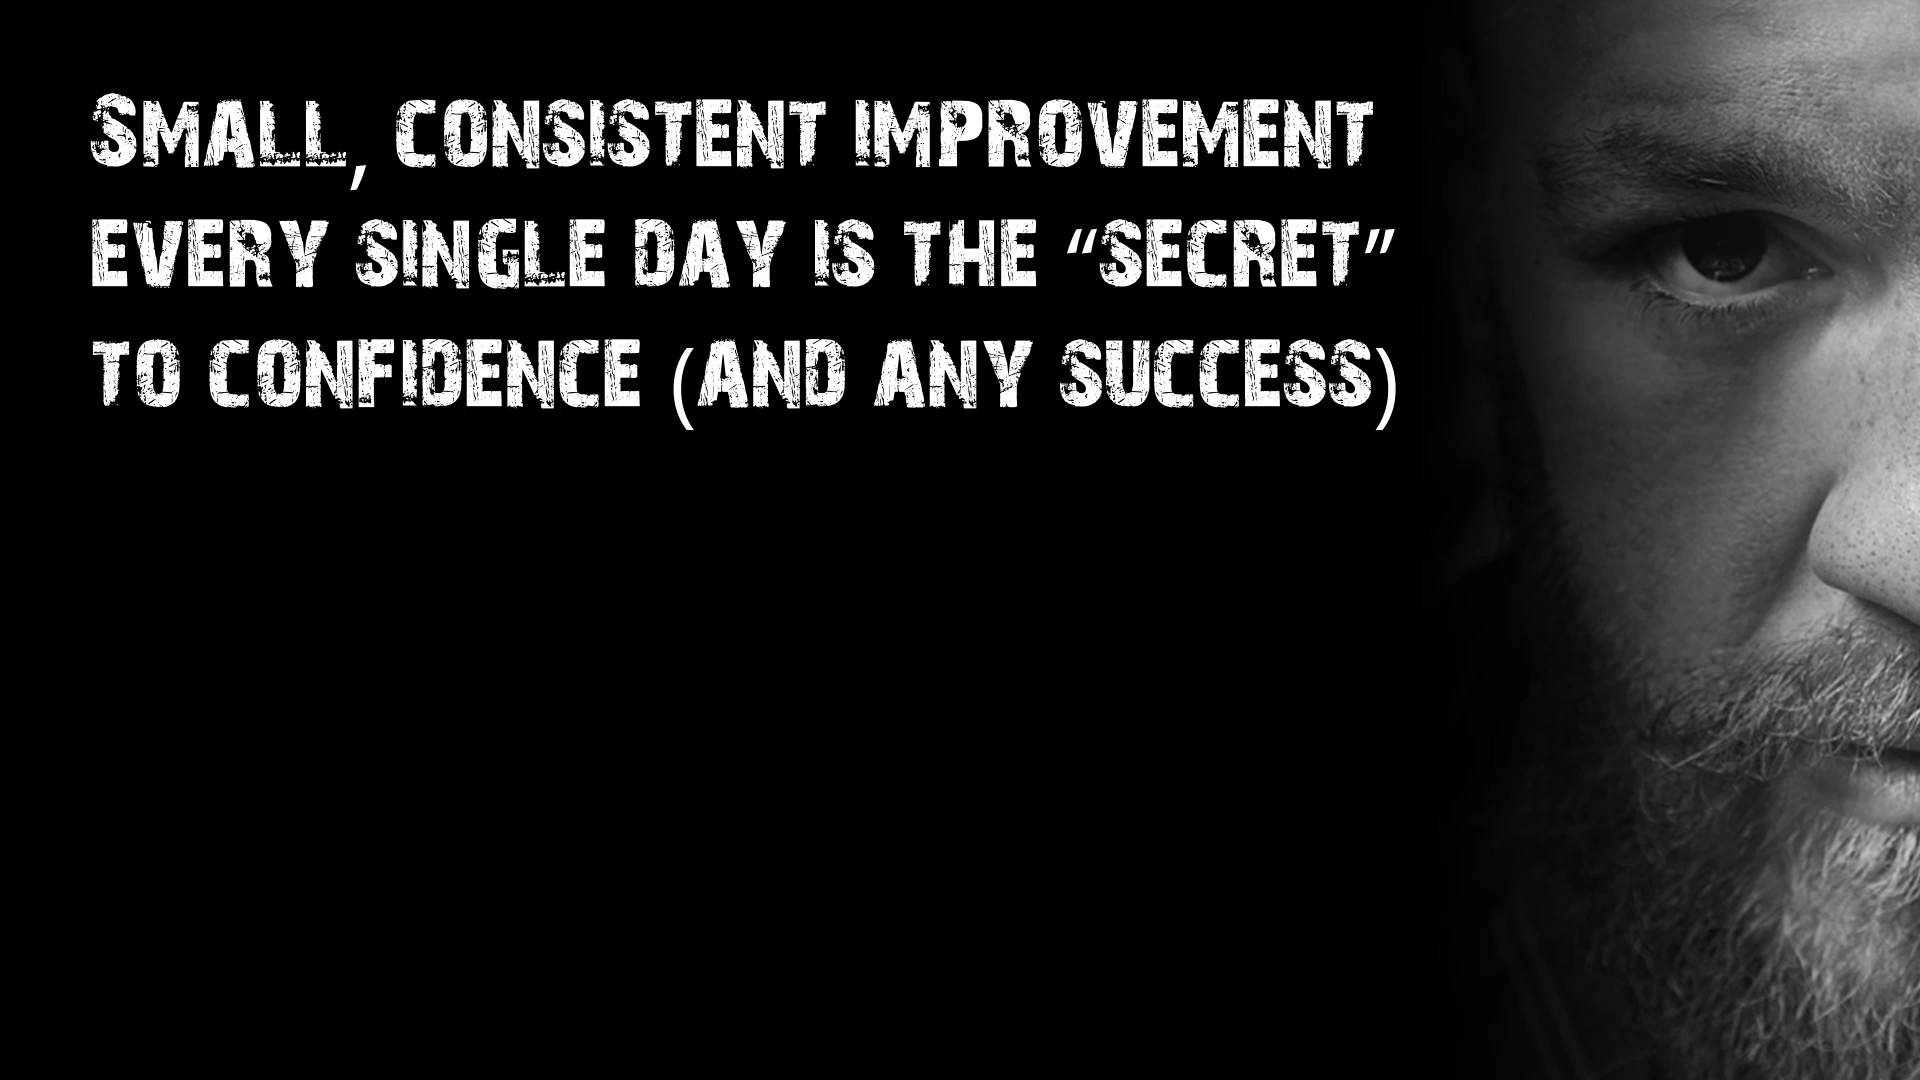 Small, consistent improvement
every single day is the “secret”
to confidence (and any success)